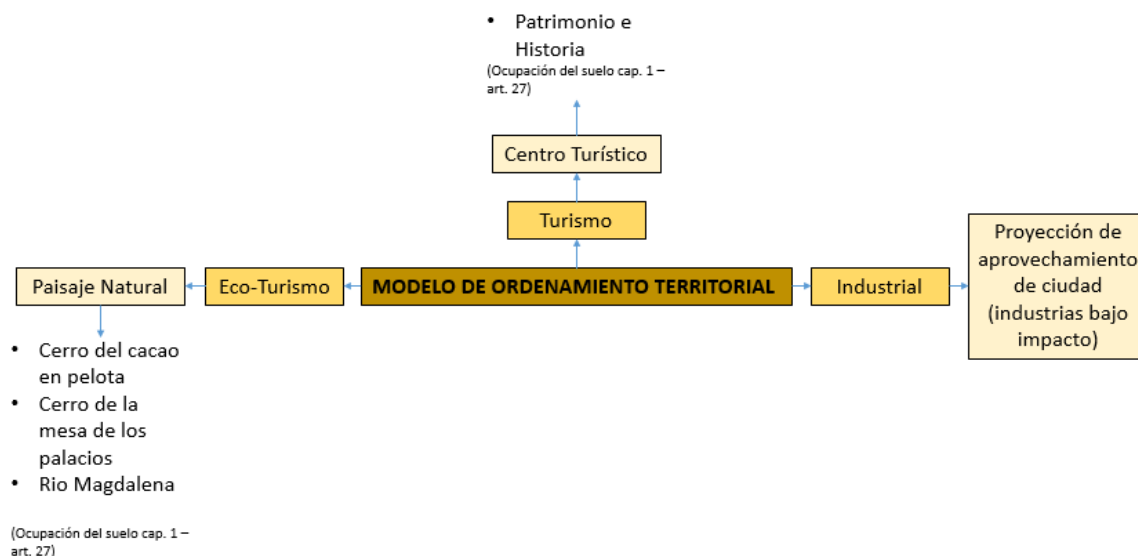 • Patrimonio e
Historia
(Ocupación del suelo cap. 1 –
art. 27)
Centro Turístico
Turismo
Paisaje Natural
Eco-Turismo
MODELO DE ORDENAMIENTO TERRITORIAL
Industrial
Proyección de
aprovechamiento
de ciudad
(industrias bajo
impacto)
• Cerro del cacao
en pelota
• Cerro de la
mesa de los
palacios
• Rio Magdalena
(Ocupación del suelo cap. 1 –
art. 27)